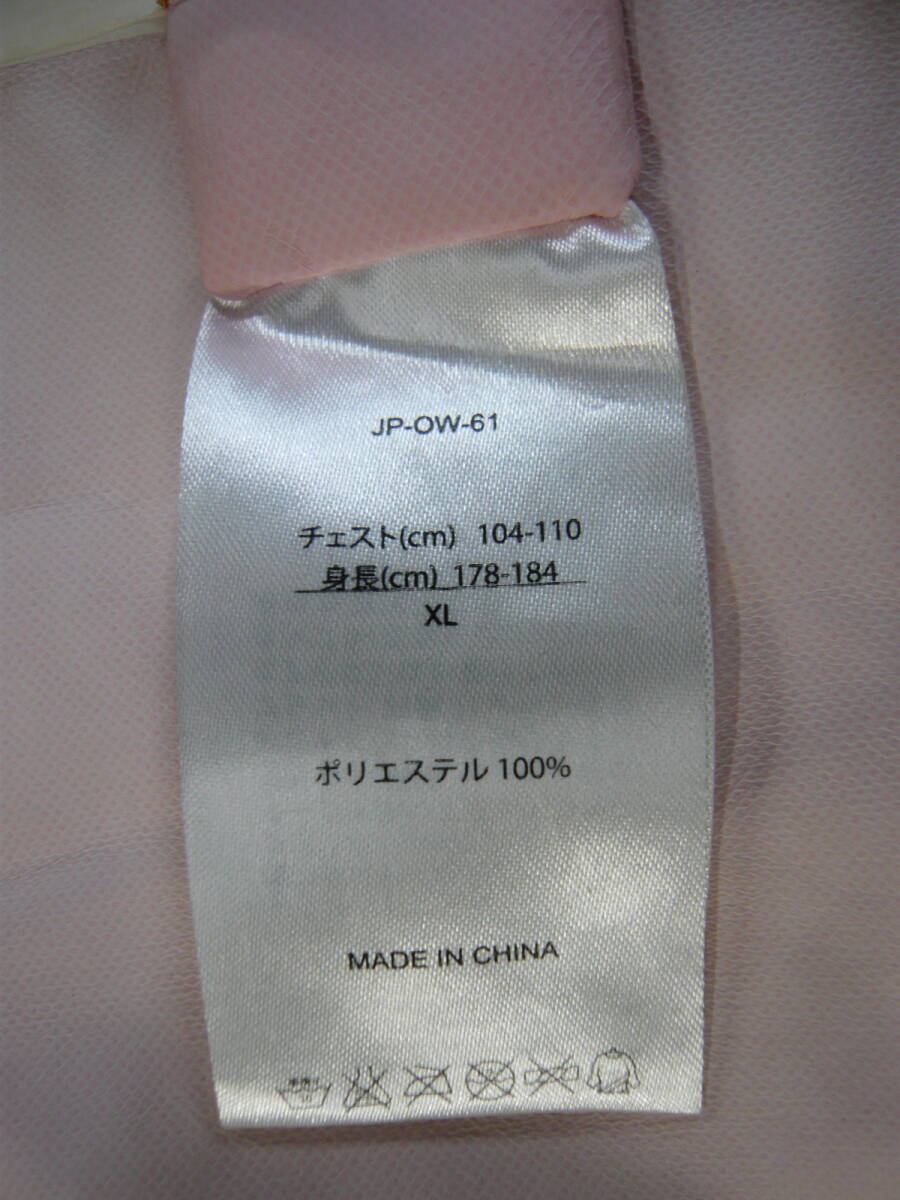 JP-OW-61
チェスト(cm) 104-110
身長(cm) 178-184
XL
ポリエステル 100%
MADE IN CHINA